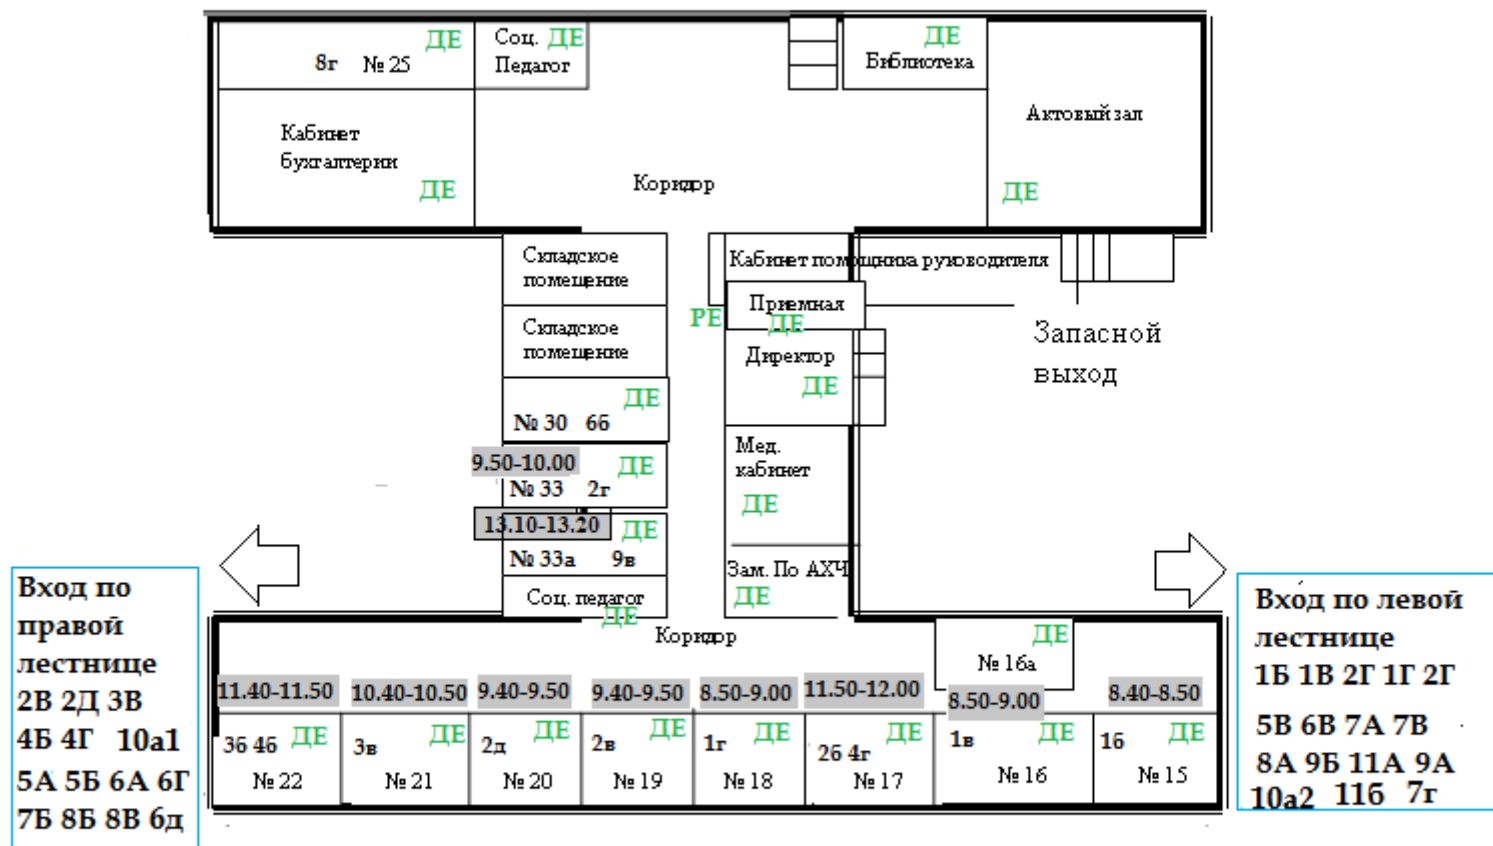 ДЕ
8г № 25
Соц. ДЕ
Педагог
ДЕ
Библиотека
Актовый зал
ДЕ
Кабинет
бухгалтерии
ДЕ
Коридор
Складское
помещение
Кабинет помощника руководителя
Приемная
ДЕ
РЕ
Складское
помещение
Директор
ДЕ
Запасной
выход
ДЕ
№ 30 6б
9.50-10.00
ДЕ
№ 33 2г
Мед.
кабинет
ДЕ
13.10-13.20
ДЕ
№ 33а 9в
Зам. По АХЧ
ДЕ
Соц. педагог
ДЕ
Коридор
ДЕ
№ 16а
Вход по
правой
лестнице
2В 2Д 3В
4Б 4Г 10а1
5А 5Б 6А 6Г
7Б 8Б 8В 6д
11.40-11.50
10.40-10.50
9.40-9.50
9.40-9.50
8.50-9.00
11.50-12.00
8.50-9.00
8.40-8.50
3б 4б ДЕ
№ 22
3в ДЕ
№ 21
2д ДЕ
№ 20
2в ДЕ
№ 19
1г ДЕ
№ 18
2б 4г ДЕ
№ 17
1в ДЕ
№ 16
1б ДЕ
№ 15
Вхо́д по левой
лестнице
1Б 1В 2Г 1Г 2Г
5В 6В 7А 7В
8А 9Б 11А 9А
10а2 11б 7г